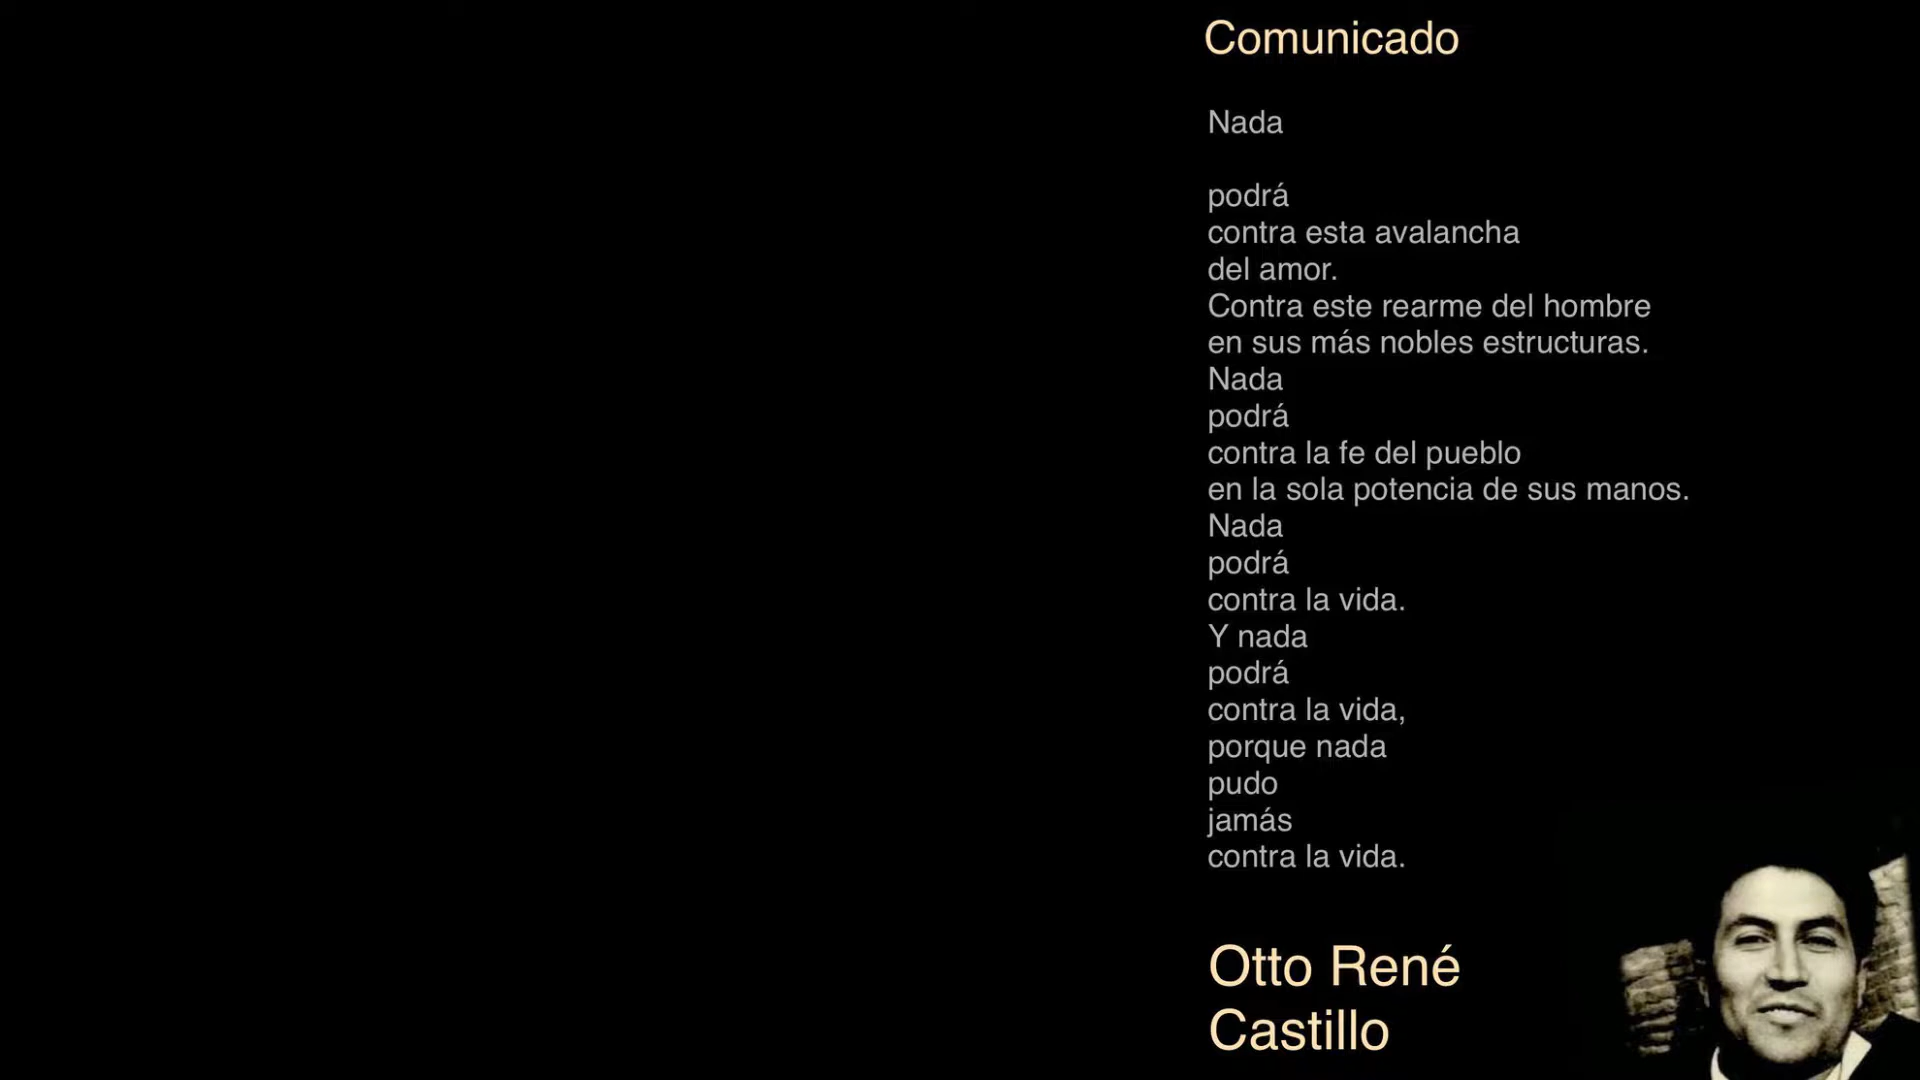 Comunicado
Nada
podrá
contra esta avalancha
del amor.
Contra este rearme del hombre
en sus más nobles estructuras.
Nada
podrá
contra la fe del pueblo
en la sola potencia de sus manos.
Nada
podrá
contra la vida.
Y nada
podrá
contra la vida,
porque nada
pudo
jamás
contra la vida.
Otto René
Castillo